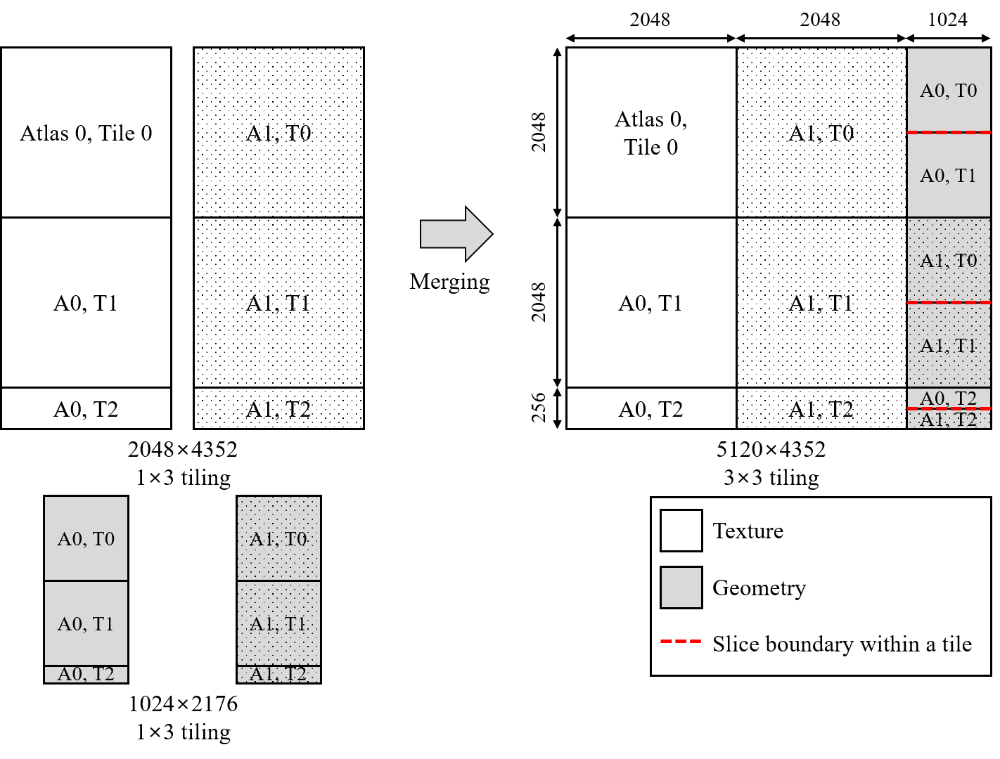 Atlas 0, Tile 0
A1, T0
A0, T1
A1, T1
A0, T2
A1, T2
2048×4352
1×3 tiling
A0, T0
A1, T0
A0, T1
A1, T1
A0, T2
A1, T2
1024×2176
1×3 tiling
Merging
2048
2048
1024
2048
2048
256
Atlas 0,
Tile 0
A1, T0
A0, T0
A0, T1
A0, T1
A1, T1
A1, T0
A1, T1
A0, T2
A1, T2
A0, T2
A1, T2
5120×4352
3×3 tiling
Texture
Geometry
Slice boundary within a tile